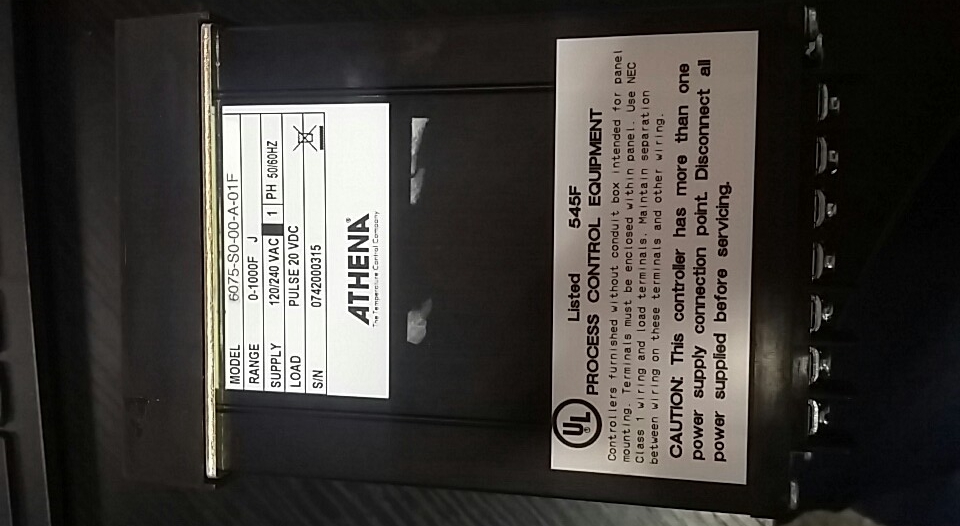 MODEL 6075-S0-00-A-01F
RANGE 0-1000F J
SUPPLY 120/240 VAC 1 PH 50/60HZ
LOAD PULSE 20 VDC
S/N 0742000315
ATHENA®
The Temperature Control Company
UL ®
Listed 545F
PROCESS CONTROL EQUIPMENT
Controllers furnished without conduit box intended for panel
mounting. Terminals must be enclosed within panel. Use NEC
Class 1 wiring and load terminals. Maintain separation
between wiring on these terminals and other wiring.
CAUTION: This controller has more than one
power supply connection point. Disconnect all
power supplied before servicing.